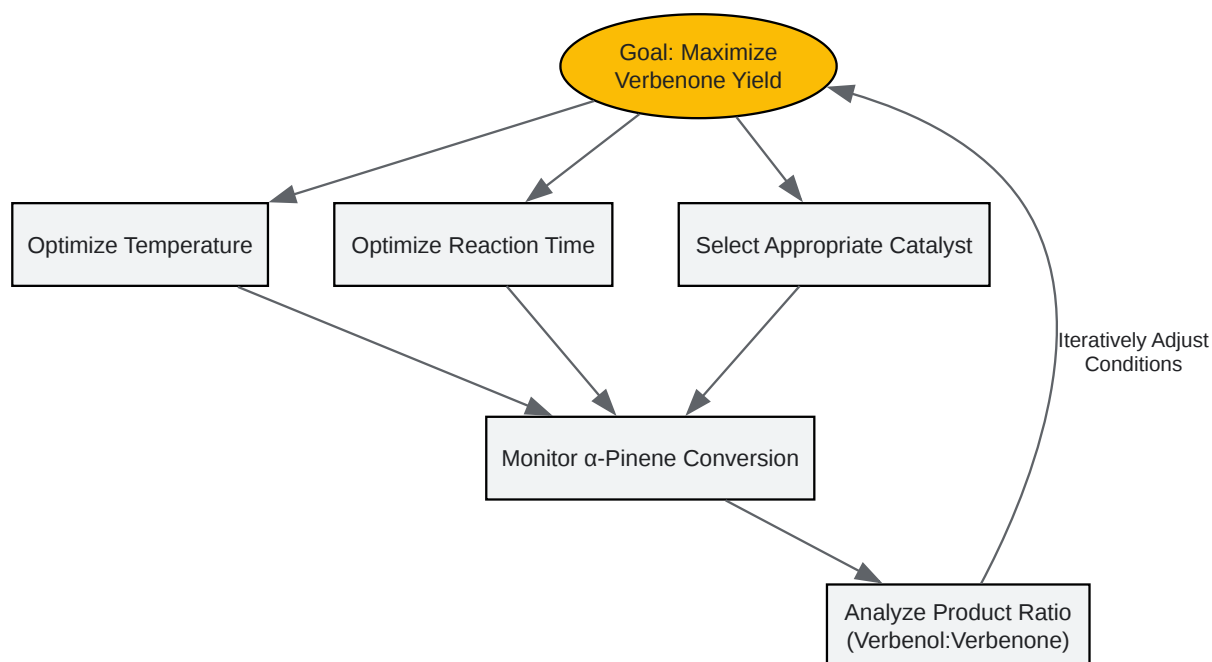 Goal: Maximize
Verbenone Yield
Optimize Temperature
Optimize Reaction Time
Select Appropriate Catalyst
Iteratively Adjust
Conditions
Monitor α-Pinene Conversion
Analyze Product Ratio
(Verbenol:Verbenone)